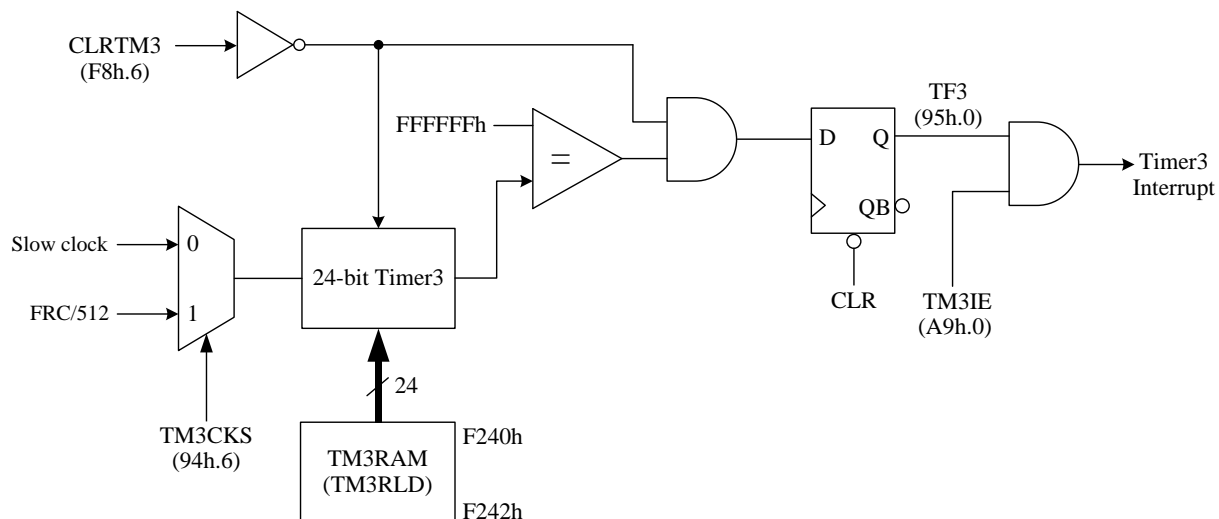 CLRTM3
(F8h.6)
FFFFFFh
=
TF3
(95h.0)
D
Q
QB
CLR
TM3IE
(A9h.0)
Timer3
Interrupt
Slow clock
0
FRC/512
1
24-bit Timer3
24
TM3CKS
(94h.6)
TM3RAM
(TM3RLD)
F240h
F242h